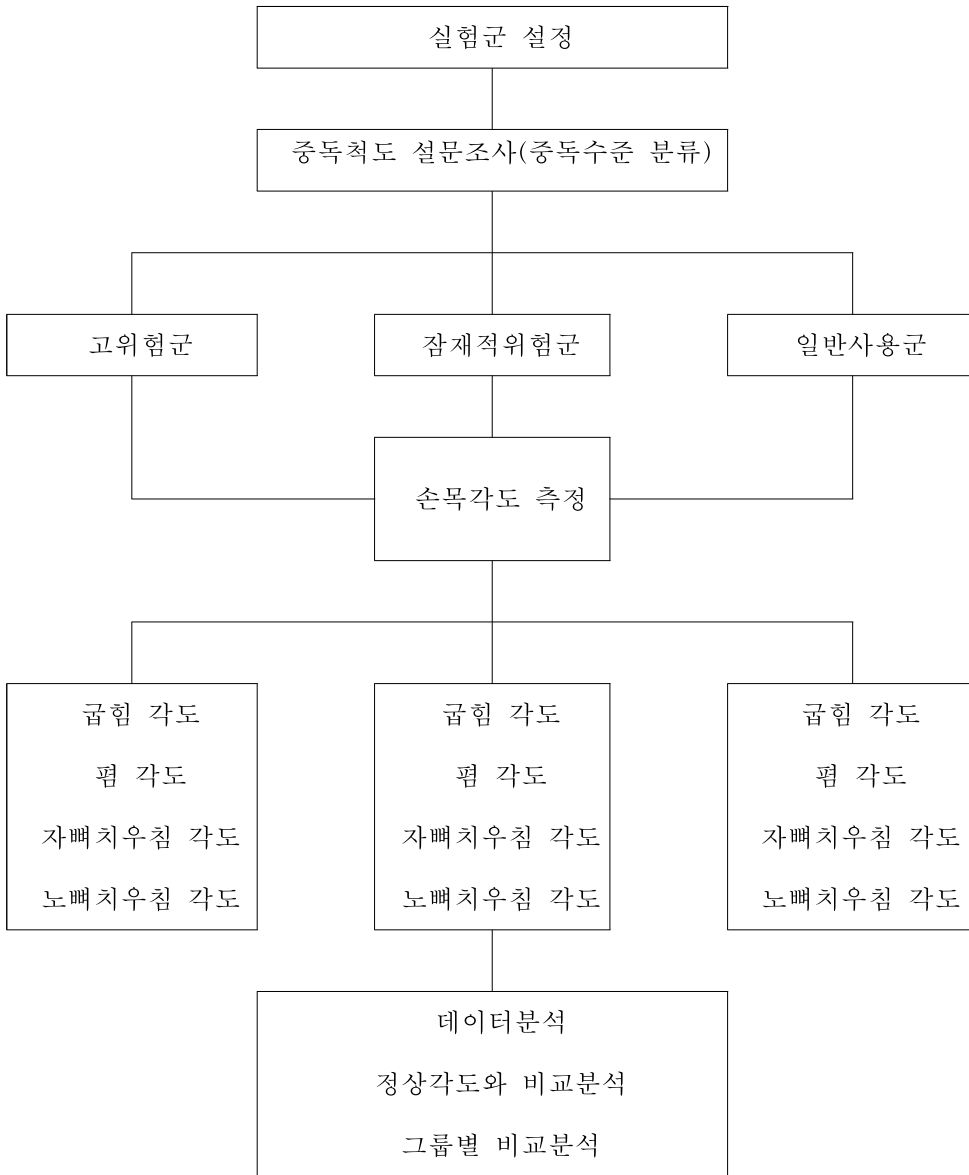 실험군 설정
중독척도 설문조사(중독수준 분류)
고위험군
잠재적위험군
일반사용군
손목각도 측정
굽힘 각도
폄 각도
자뼈치우침 각도
노뼈치우침 각도
굽힘 각도
폄 각도
자뼈치우침 각도
노뼈치우침 각도
굽힘 각도
폄 각도
자뼈치우침 각도
노뼈치우침 각도
데이터분석
정상각도와 비교분석
그룹별 비교분석